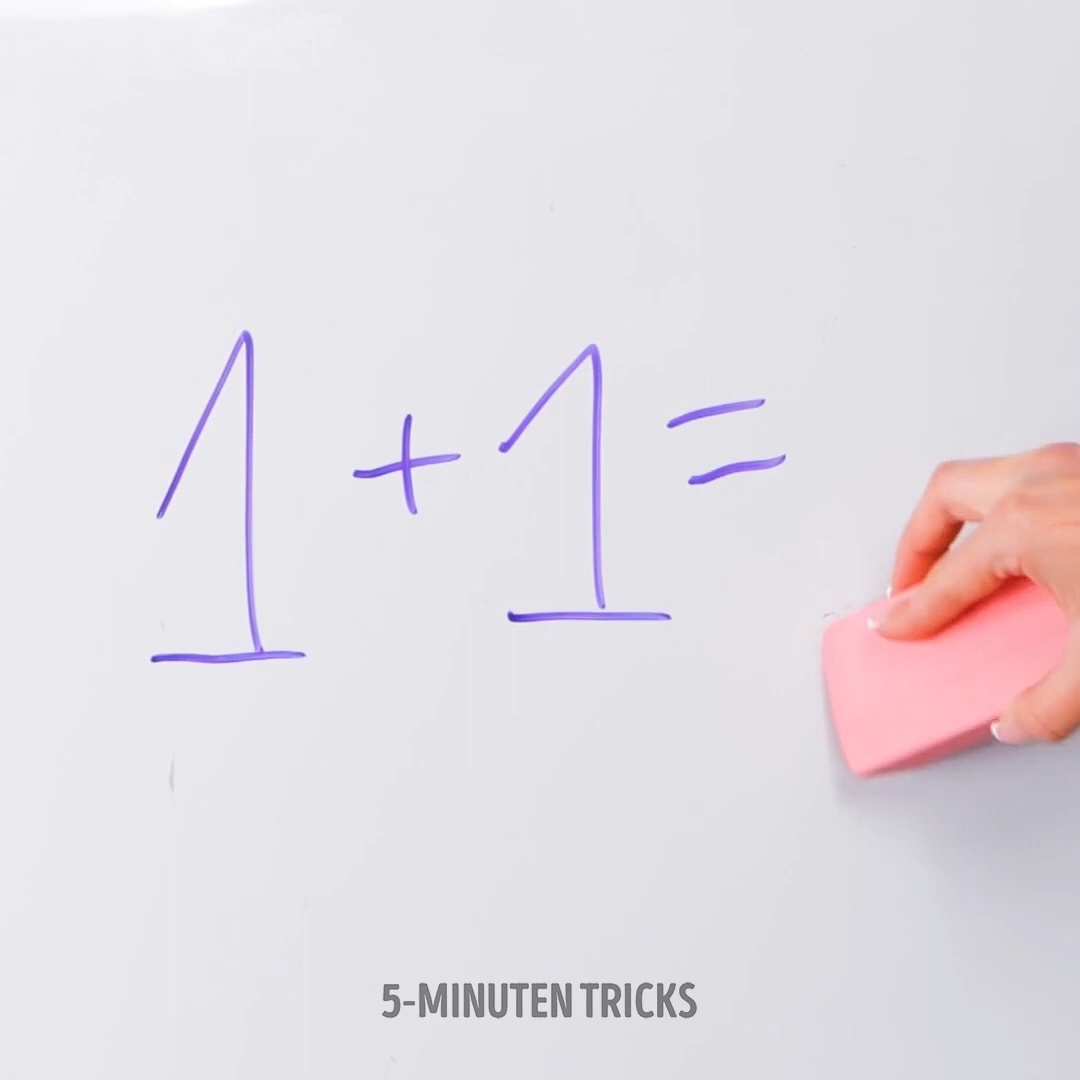 1 + 1 =
5-MINUTEN TRICKS